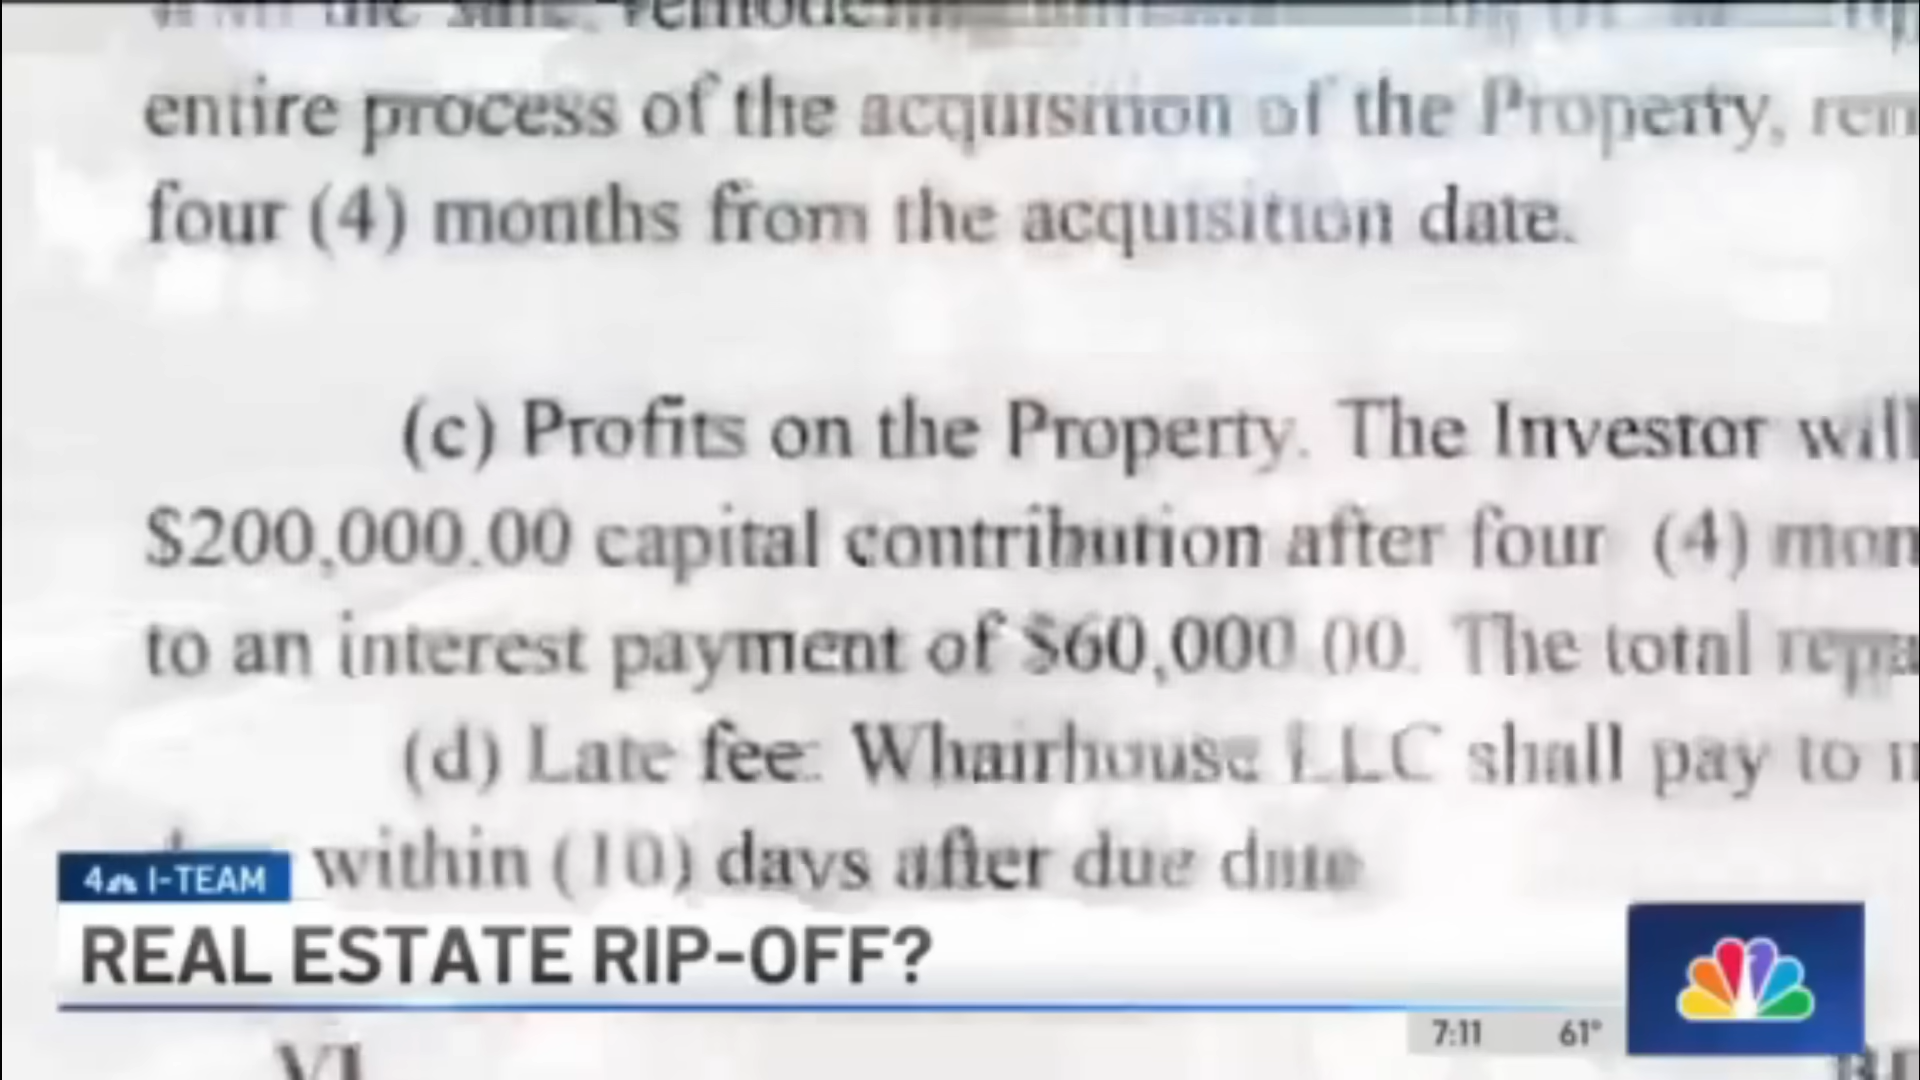 entire process of the acquisition of the Property,
four (4) months from the acquisition date.
(c) Profits on the Property. The Investor will
$200,000.00 capital contribution after four (4)
to an interest payment of $60,000.00. The total
(d) Late fee: Whairhouse LLC shall pay to
within (10) days after due date
4 I-TEAM
REAL ESTATE RIP-OFF?
7:11 61°
VI